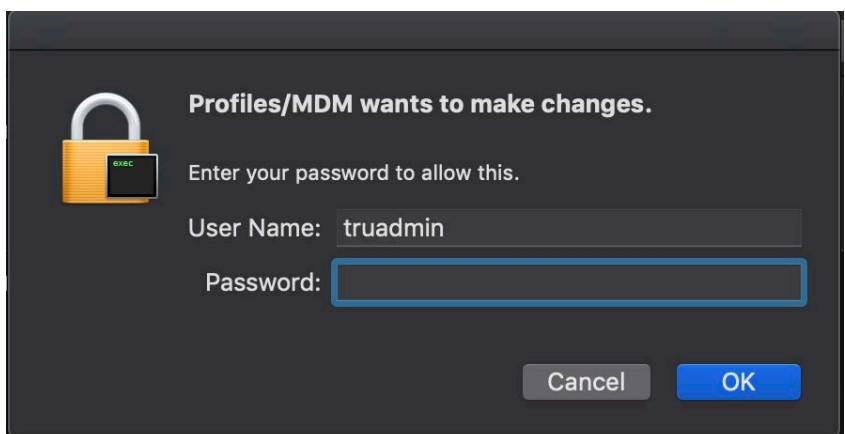 Profiles/MDM wants to make changes.
exec
Enter your password to allow this.
User Name: truadmin
Password:
Cancel OK